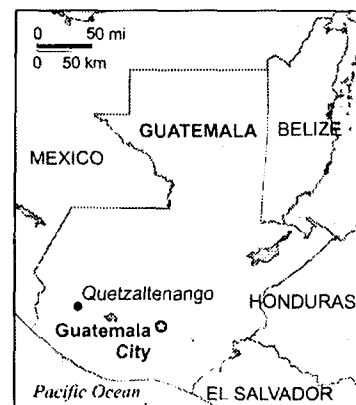 0 50 mi
0 50 km
GUATEMALA
BELIZE
MEXICO
Quetzaltenango
HONDURAS
Guatemala
City
Pacific Ocean
EL SALVADOR